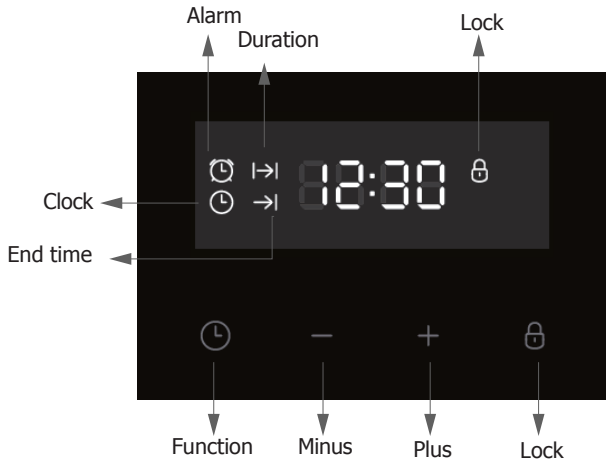 Alarm
Duration
Lock
12:30
Clock
End time
Function
Minus
Plus
Lock